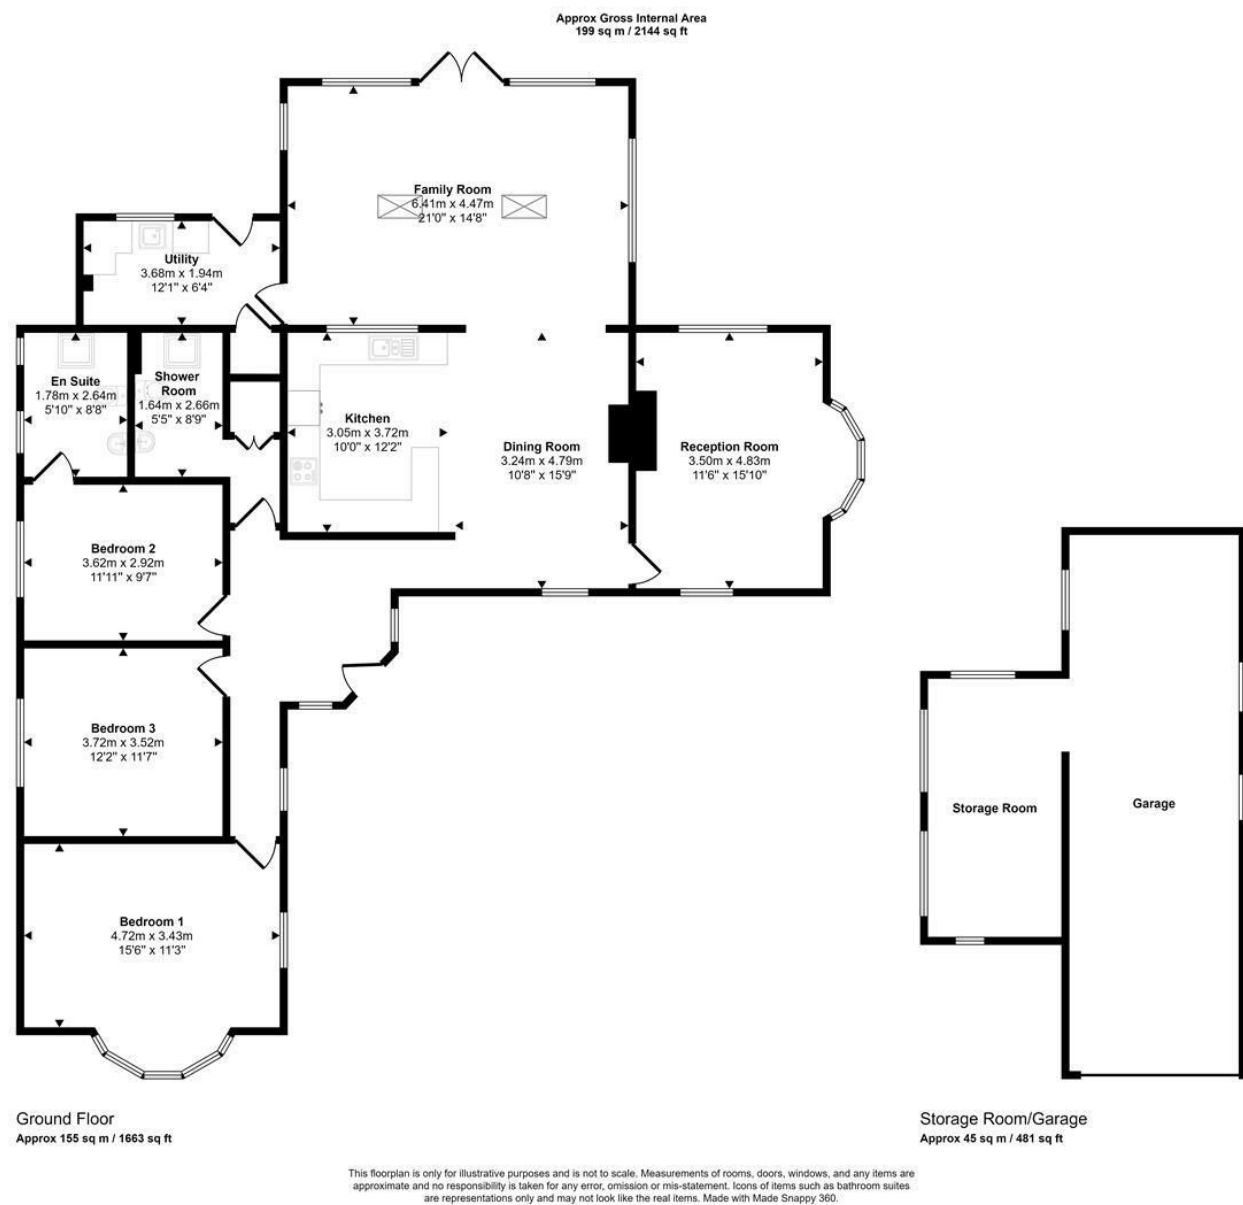 Approx Gross Internal Area
199 sq m / 2144 sq ft
Family Room
6.41m x 4.47m
21'0" x 14'8"
Utility
3.68m x 1.94m
12'1" x 6'4"
En Suite
1.78m x 2.64m
5'10" x 8'8"
Shower
Room
1.64m x 2.66m
5'5" x 8'9"
Kitchen
3.05m x 3.72m
10'0" x 12'2"
Dining Room
3.24m x 4.79m
10'8" x 15'9"
Reception Room
3.50m x 4.83m
11'6" x 15'10"
Bedroom 2
3.62m x 2.92m
11'11" x 9'7"
Bedroom 3
3.72m x 3.52m
12'2" x 11'7"
Storage Room
Garage
Bedroom 1
4.72m x 3.43m
15'6" x 11'3"
Ground Floor
Approx 155 sq m / 1663 sq ft
Storage Room/Garage
Approx 45 sq m / 481 sq ft
This floorplan is only for illustrative purposes and is not to scale. Measurements of rooms, doors, windows, and any items are
approximate and no responsibility is taken for any error, omission or mis-statement. Icons of items such as bathroom suites
are representations only and may not look like the real items. Made with Made Snappy 360.